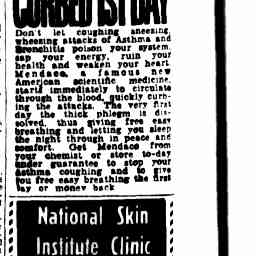 CURBED 1ST DAY
Don't let coughing sneezing
wheezing attacks of Asthma and
Bronchitis poison your system,
sap your energy, ruin your
health and weaken your heart.
Mendaco, a famous new
American scientific medicine,
starts immediately to circulate
through the blood, quickly curb-
ing the attacks. The very first
day the thick phlegm is dis-
solved, thus giving free easy
breathing and letting you sleep
the night through in peace and
comfort. Get Mendaco from
your chemist or store to-day
under guarantee to stop your
Asthma coughing and to give
you free easy breathing the first
day or money back
National Skin
Institute Clinic